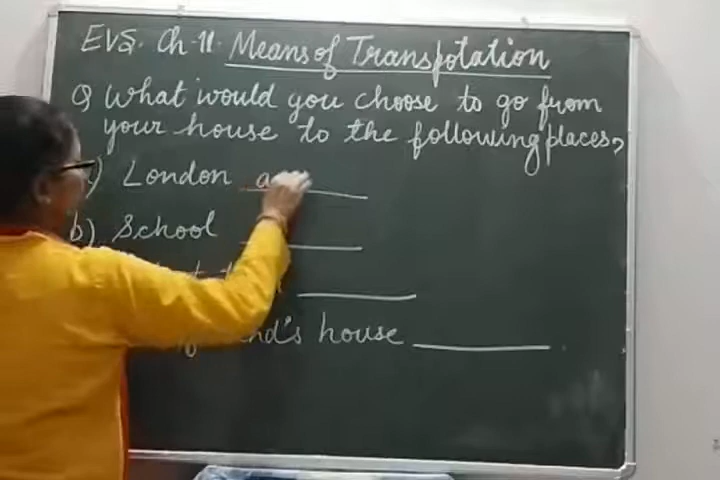 EVS. Ch-11. Means of Transpotation
Q What would you choose to go from
your house to the following places?
) London a
b) School
house